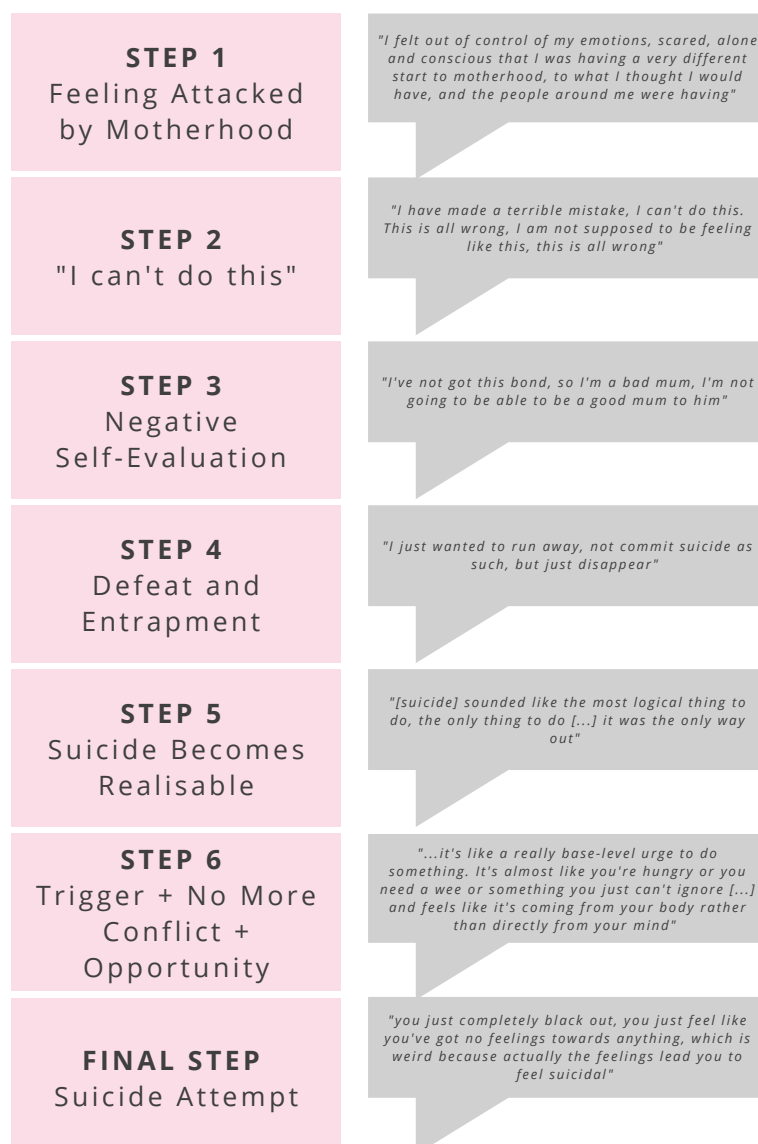 STEP 1
Feeling Attacked
by Motherhood
"I felt out of control of my emotions, scared, alone
and conscious that I was having a very different
start to motherhood, to what I thought I would
have, and the people around me were having"
STEP 2
"I can't do this"
"I have made a terrible mistake, I can't do this.
This is all wrong, I am not supposed to be feeling
like this, this is all wrong"
STEP 3
Negative
Self-Evaluation
"I've not got this bond, so I'm a bad mum, I'm not
going to be able to be a good mum to him"
STEP 4
Defeat and
Entrapment
"I just wanted to run away, not commit suicide as
such, but just disappear"
STEP 5
Suicide Becomes
Realisable
"[suicide] sounded like the most logical thing to
do, the only thing to do [...] it was the only way
out"
STEP 6
Trigger + No More
Conflict +
Opportunity
"...it's like a really base-level urge to do
something. It's almost like you're hungry or you
need a wee or something you just can't ignore [...]
and feels like it's coming from your body rather
than directly from your mind"
FINAL STEP
Suicide Attempt
"you just completely black out, you just feel like
you've got no feelings towards anything, which is
weird because actually the feelings lead you to
feel suicidal"